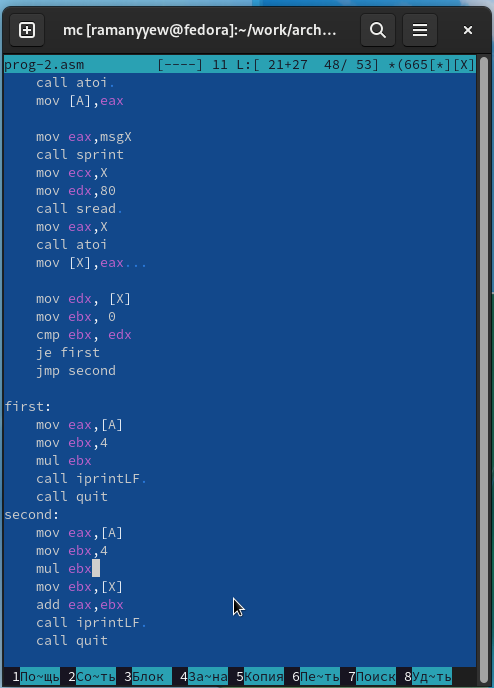 mc [ramanyyew@fedora]:~/work/arch...
prog-2.asm [----] 11 L:[ 21+27 48/ 53] *(665[*][X]
call atoi.
mov [A],eax
mov eax,msgX
call sprint
mov ecx,X
mov edx,80
call sread.
mov eax,X
call atoi
mov [X],eax...
mov edx, [X]
mov ebx, 0
cmp ebx, edx
je first
jmp second
first:
mov eax,[A]
mov ebx,4
mul ebx
call iprintLF.
call quit
second:
mov eax,[A]
mov ebx,4
mul ebx
mov ebx,[X]
add eax,ebx
call iprintLF.
call quit
1По~щь 2Со~ть 3Блок 4За~на 5Копия 6Пе~ть 7Поиск 8Уд~ть